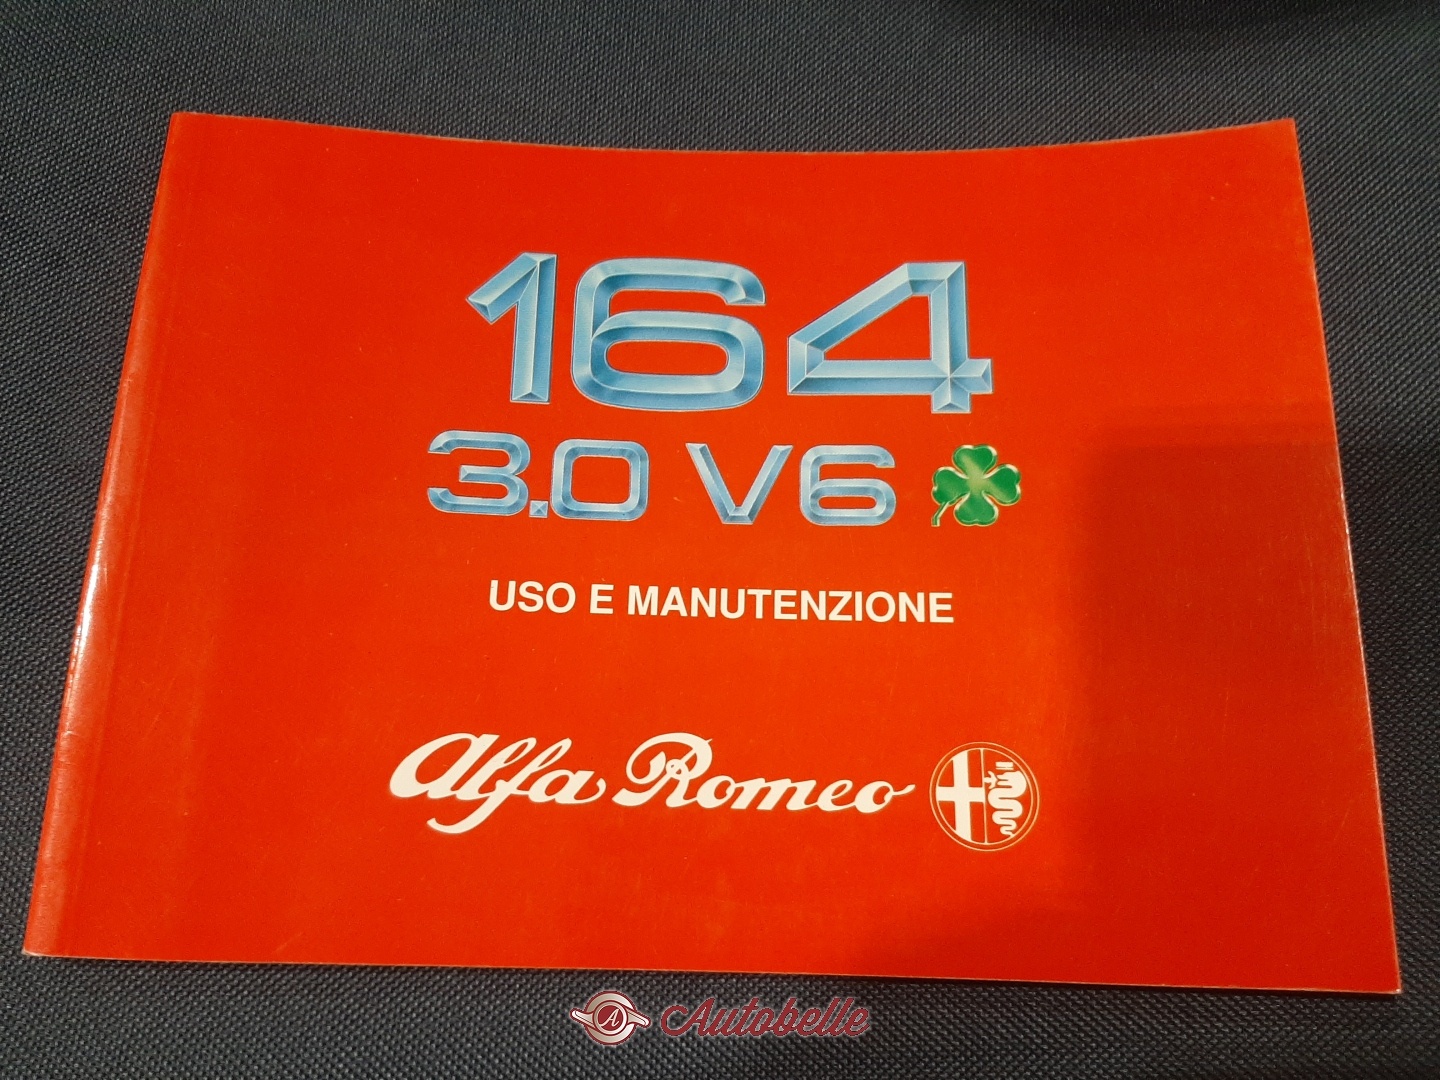 164
3.0 V6
USO E MANUTENZIONE
Alfa Romeo
A Autobelle